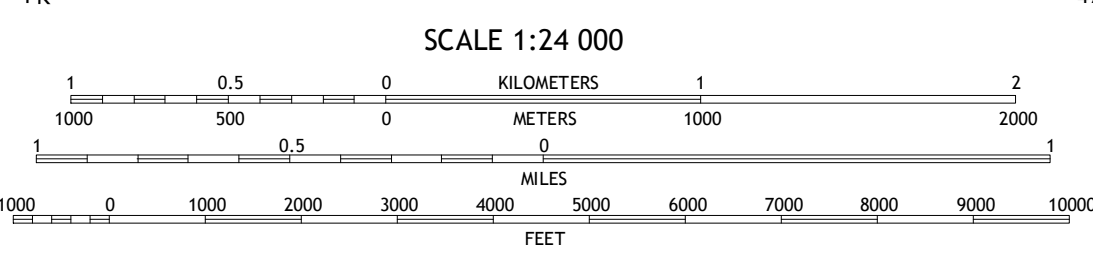 SCALE 1:24 000
1 0.5 0 KILOMETERS 1 2
1000 500 0 METERS 1000 2000
1 0.5 0 1
MILES
1000 0 1000 2000 3000 4000 5000 6000 7000 8000 9000 10000
FEET